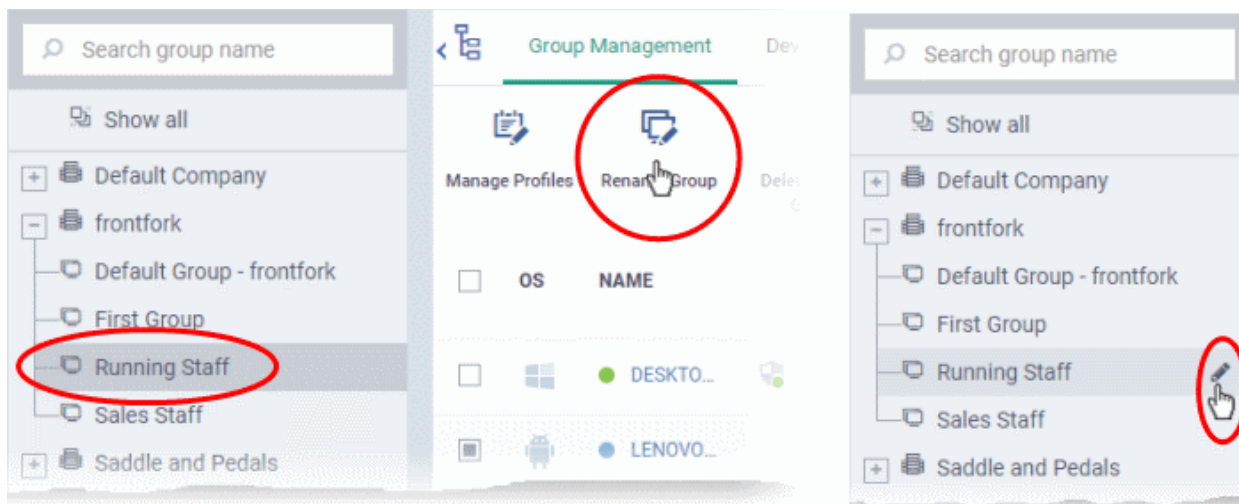 Search group name
Show all
Default Company
frontfork
Default Group - frontfork
First Group
Running Staff
Sales Staff
Saddle and Pedals
Group Management
Manage Profiles
Group
OS NAME
DESKTO...
LENOVO...
Search group name
Show all
Default Company
frontfork
Default Group - frontfork
First Group
Running Staff
Sales Staff
Saddle and Pedals